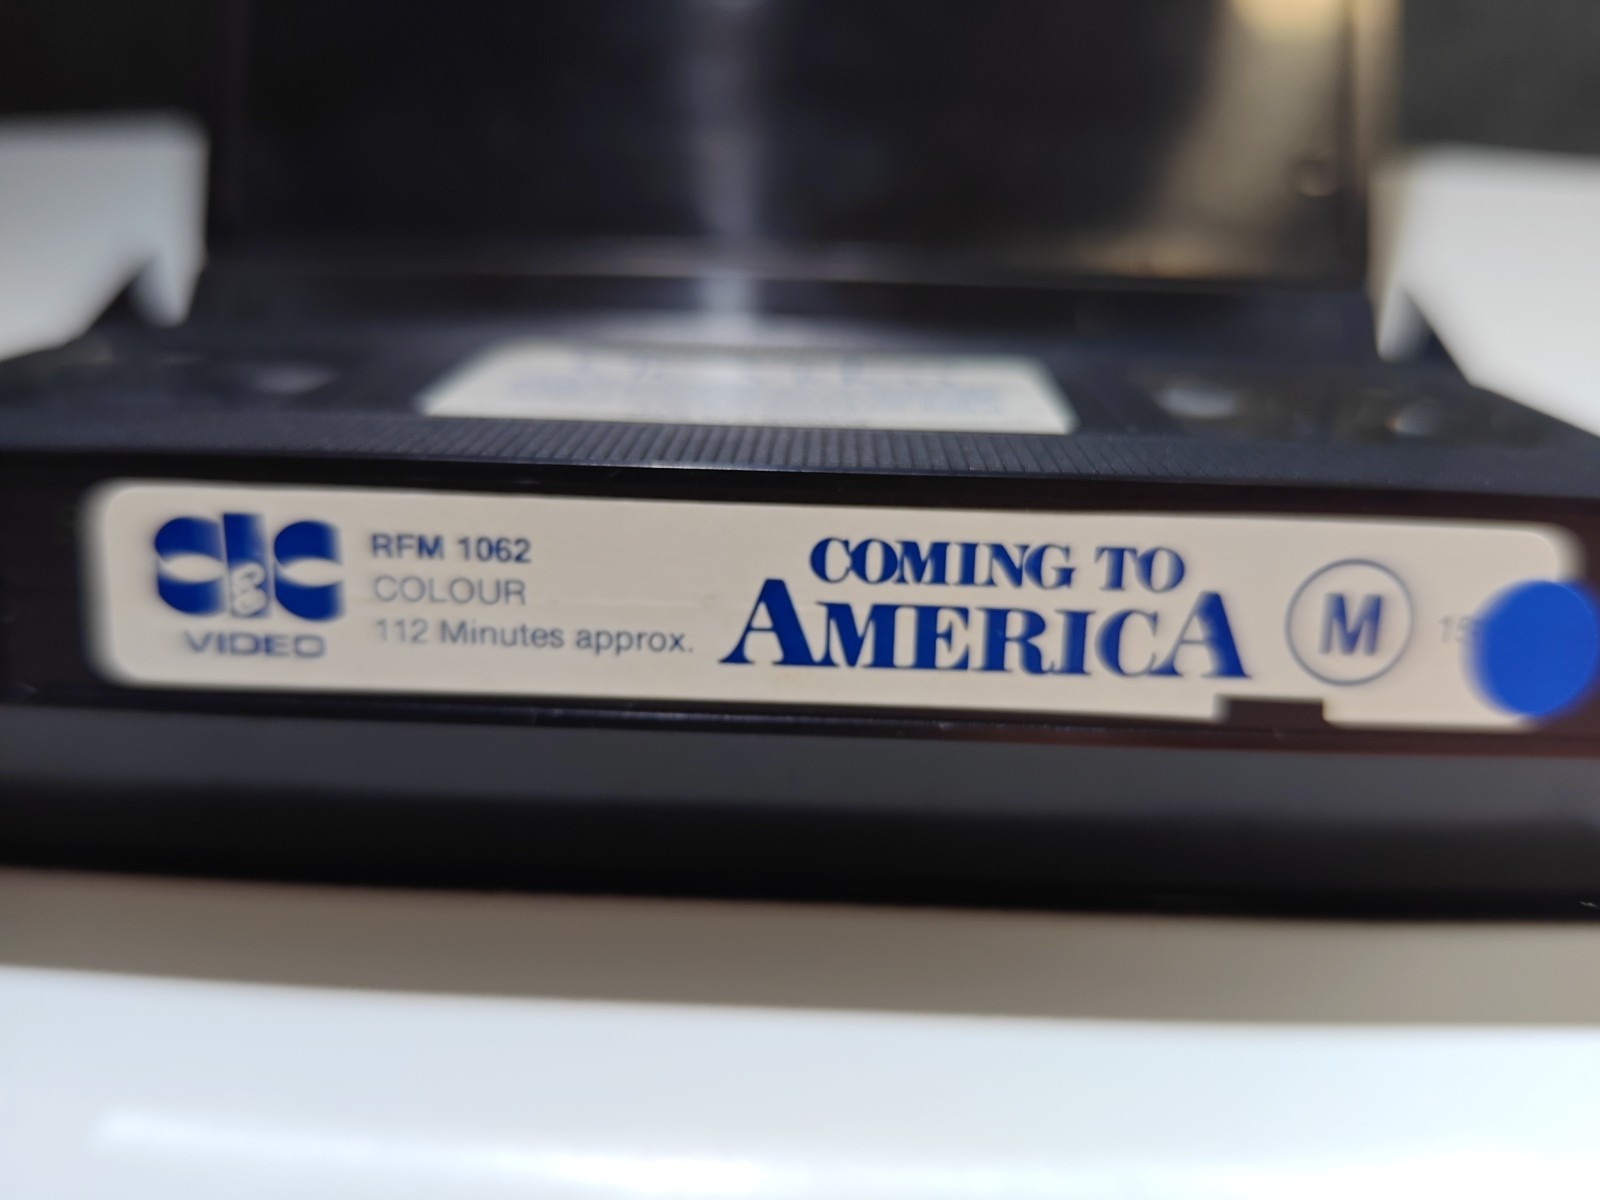 CIC
&
VIDEO
RFM 1062
COLOUR
112 Minutes approx.
COMING TO
AMERICA
M